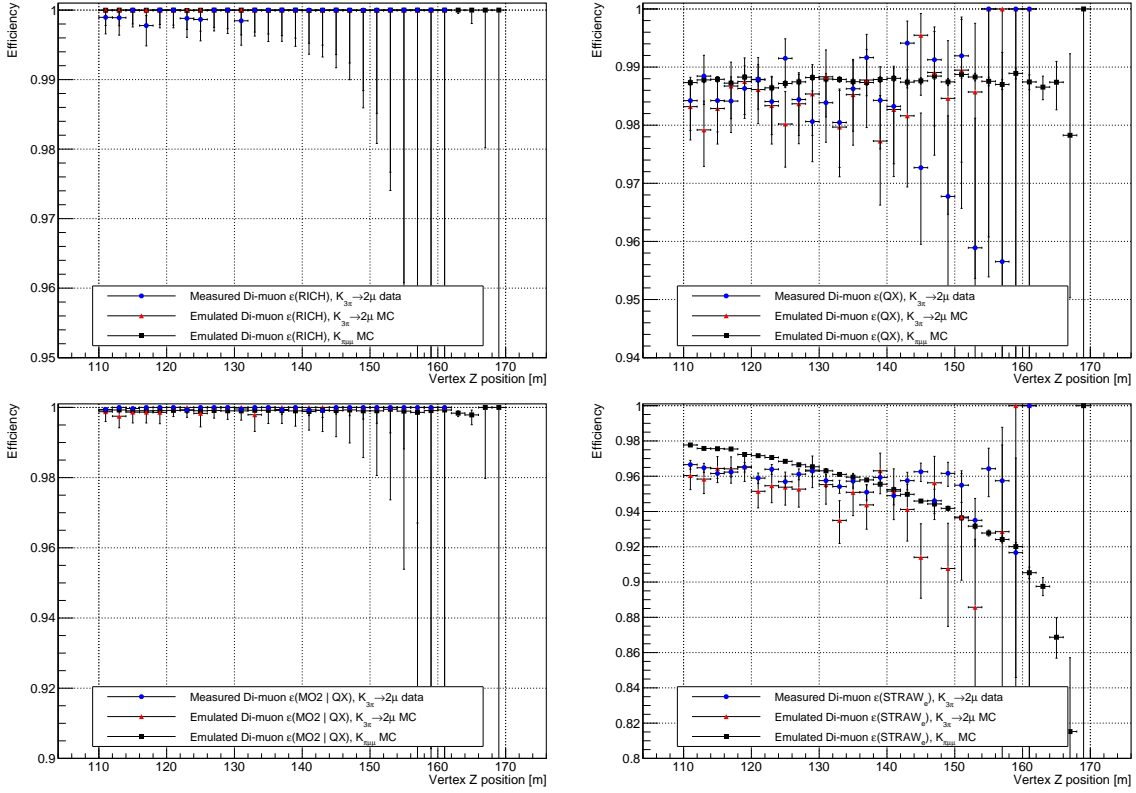 Efficiency
1
0.99
0.98
0.97
0.96
0.95
Measured Di-muon ε(RICH), K3π→2μ data
Emulated Di-muon ε(RICH), K3π→2μ MC
Emulated Di-muon ε(RICH), Kπμμ MC
110 120 130 140 150 160 170
Vertex Z position [m]
Efficiency
1
0.99
0.98
0.97
0.96
0.95
0.94
Measured Di-muon ε(QX), K3π→2μ data
Emulated Di-muon ε(QX), K3π→2μ MC
Emulated Di-muon ε(QX), Kπμμ MC
110 120 130 140 150 160 170
Vertex Z position [m]
Efficiency
1
0.98
0.96
0.94
0.92
0.9
Measured Di-muon ε(MO2 | QX), K3π→2μ data
Emulated Di-muon ε(MO2 | QX), K3π→2μ MC
Emulated Di-muon ε(MO2 | QX), Kπμμ MC
110 120 130 140 150 160 170
Vertex Z position [m]
Efficiency
1
0.98
0.96
0.94
0.92
0.9
0.88
0.86
0.84
0.82
0.8
Measured Di-muon ε(STRAWe), K3π→2μ data
Emulated Di-muon ε(STRAWe), K3π→2μ MC
Emulated Di-muon ε(STRAWe), Kπμμ MC
110 120 130 140 150 160 170
Vertex Z position [m]